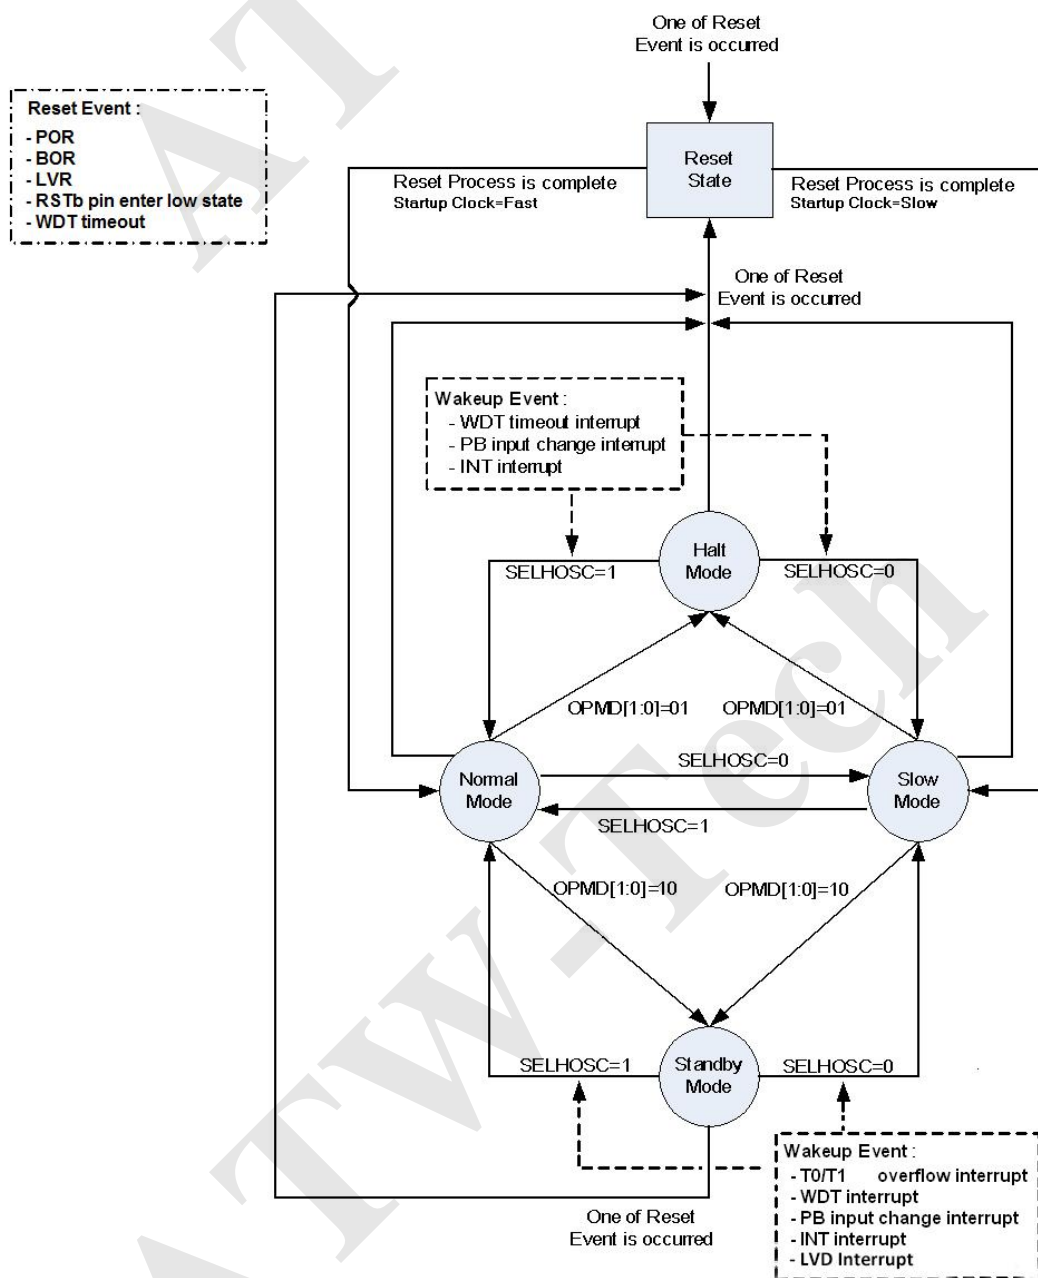 One of Reset
Event is occurred
Reset Event :
- POR
- BOR
- LVR
- RSTb pin enter low state
- WDT timeout
Reset
State
Reset Process is complete
Startup Clock=Fast
Reset Process is complete
Startup Clock=Slow
One of Reset
Event is occurred
Wakeup Event :
- WDT timeout interrupt
- PB input change interrupt
- INT interrupt
Halt
Mode
SELHOSC=1
SELHOSC=0
OPMD[1:0]=01
OPMD[1:0]=01
SELHOSC=0
Normal
Mode
Slow
Mode
SELHOSC=1
OPMD[1:0]=10
OPMD[1:0]=10
Standby
Mode
SELHOSC=1
SELHOSC=0
Wakeup Event :
- T0/T1 overflow interrupt
- WDT interrupt
- PB input change interrupt
- INT interrupt
- LVD Interrupt
One of Reset
Event is occurred
AT
ATW-Tech